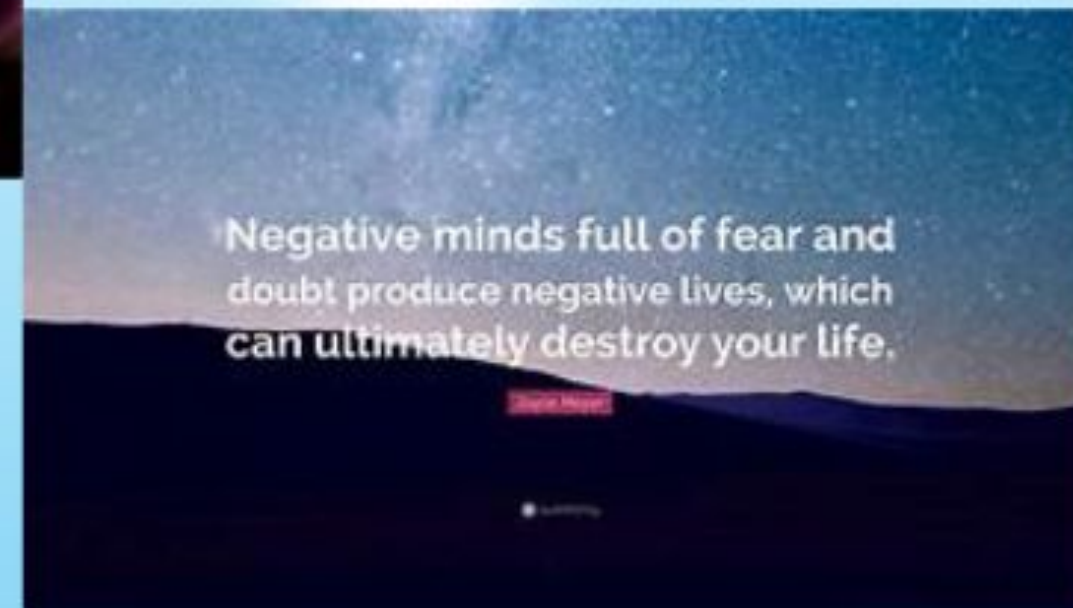 Negative minds full of fear and
doubt produce negative lives, which
can ultimately destroy your life.